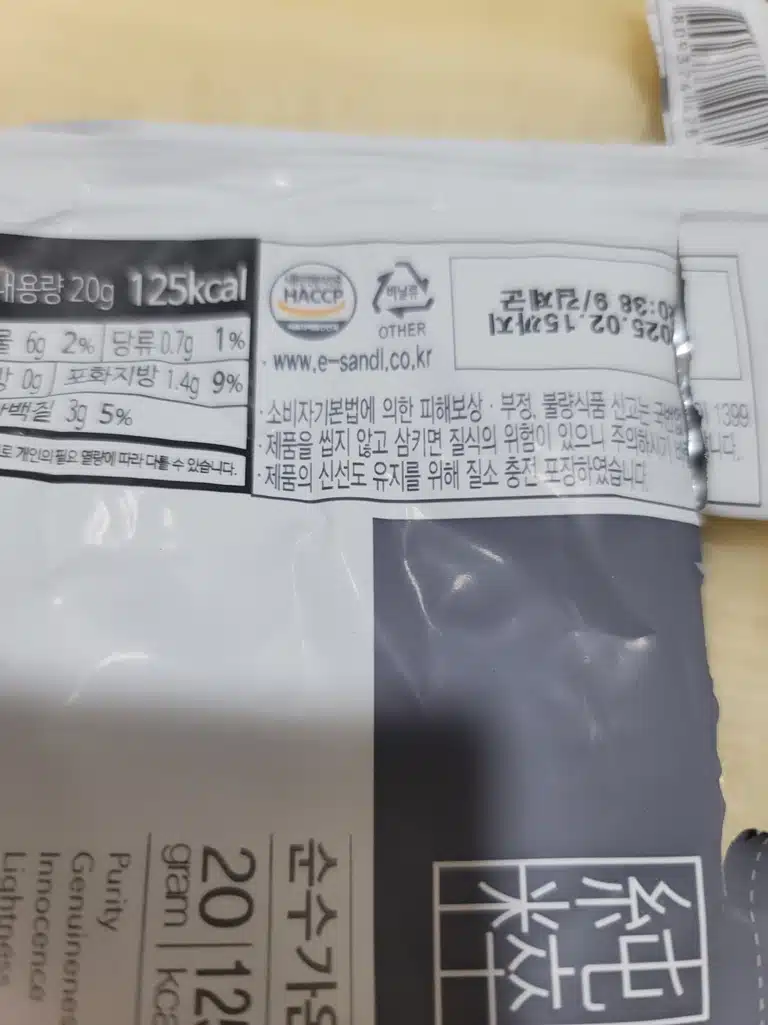 내용량 20g 125kcal
6g 2% 당류 0.7g 1%
0g 포화지방 1.4g 9%
3g 5%
개인의 필요 열량에 따라 다를 수 있습니다.
HACCP
비닐류
OTHER
025.02.15까지
0:38 9/김제군
· www.e-sandl.co.kr
· 소비자기본법에 의한 피해보상 · 부정, 불량식품 신고는 국번없이 1399
· 제품을 씹지 않고 삼키면 질식의 위험이 있으니 주의하시기 바랍니다.
· 제품의 신선도 유지를 위해 질소 충전 포장하였습니다
순수가
20 | 125
gram | kca
Purity
Genuinenes
Innocence
Lightness
純粹